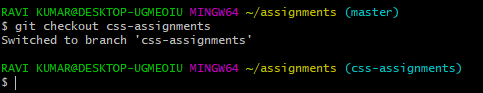 RAVI KUMAR@DESKTOP-UGMEOIU MINGW64 ~/assignments (master)
$ git checkout css-assignments
Switched to branch 'css-assignments'
RAVI KUMAR@DESKTOP-UGMEOIU MINGW64 ~/assignments (css-assignments)
$